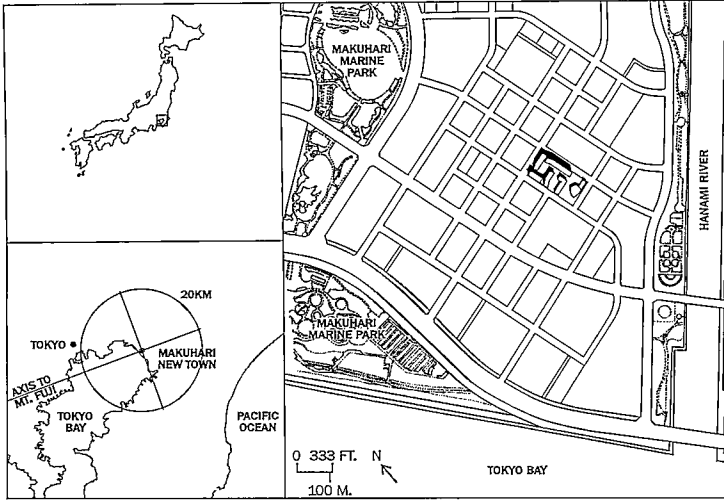 MAKUHARI
MARINE
PARK
HANAMI RIVER
20KM
TOKYO
MAKUHARI
NEW TOWN
AXIS TO
MT. FUJI
TOKYO
BAY
PACIFIC
OCEAN
MAKUHARI
MARINE PARK
0 333 FT. N
100 M.
TOKYO BAY